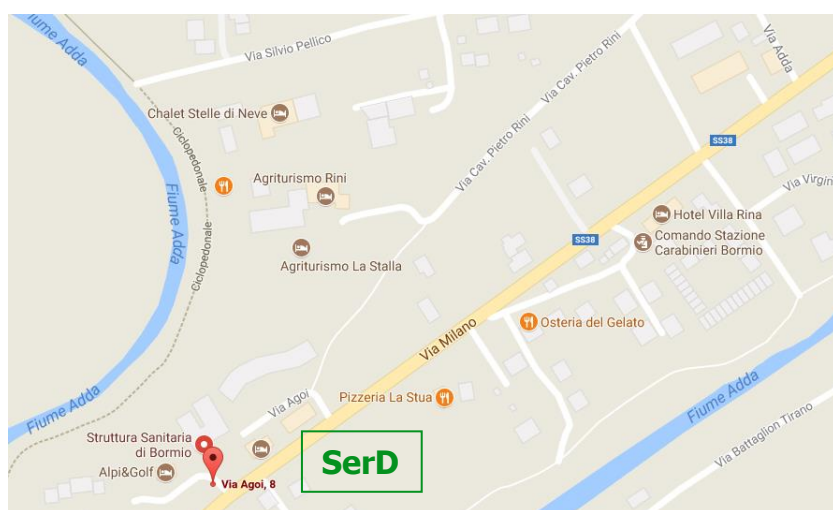 Fiume Adda
Via Silvio Pellico
Via Adda
Via Cav. Pietro Rini
Chalet Stelle di Neve
SS38
Ciclopedonale
Via Cav. Pietro Rini
Agriturismo Rini
Via Virgin
Fiume Adda
Hotel Villa Rina
SS38
Comando Stazione
Carabinieri Bormio
Agriturismo La Stalla
Ciclopedonale
Osteria del Gelato
Via Milano
Fiume Adda
Pizzeria La Stua
Via Agoi
Fiume Adda
Via Battaglion Tirano
Struttura Sanitaria
di Bormio
SerD
Alpi&Golf
Via Agoi, 8